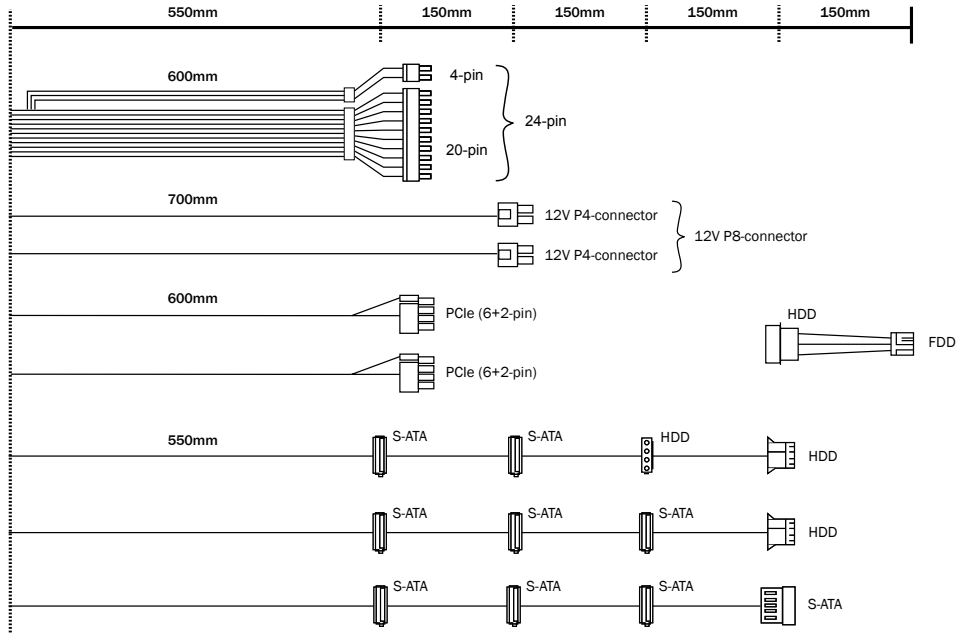 550mm 150mm 150mm 150mm 150mm
600mm
4-pin
24-pin
20-pin
700mm
12V P4-connector
12V P8-connector
12V P4-connector
600mm
PCIe (6+2-pin)
HDD
FDD
PCIe (6+2-pin)
550mm
S-ATA S-ATA HDD
HDD
S-ATA S-ATA S-ATA
HDD
S-ATA S-ATA S-ATA
S-ATA